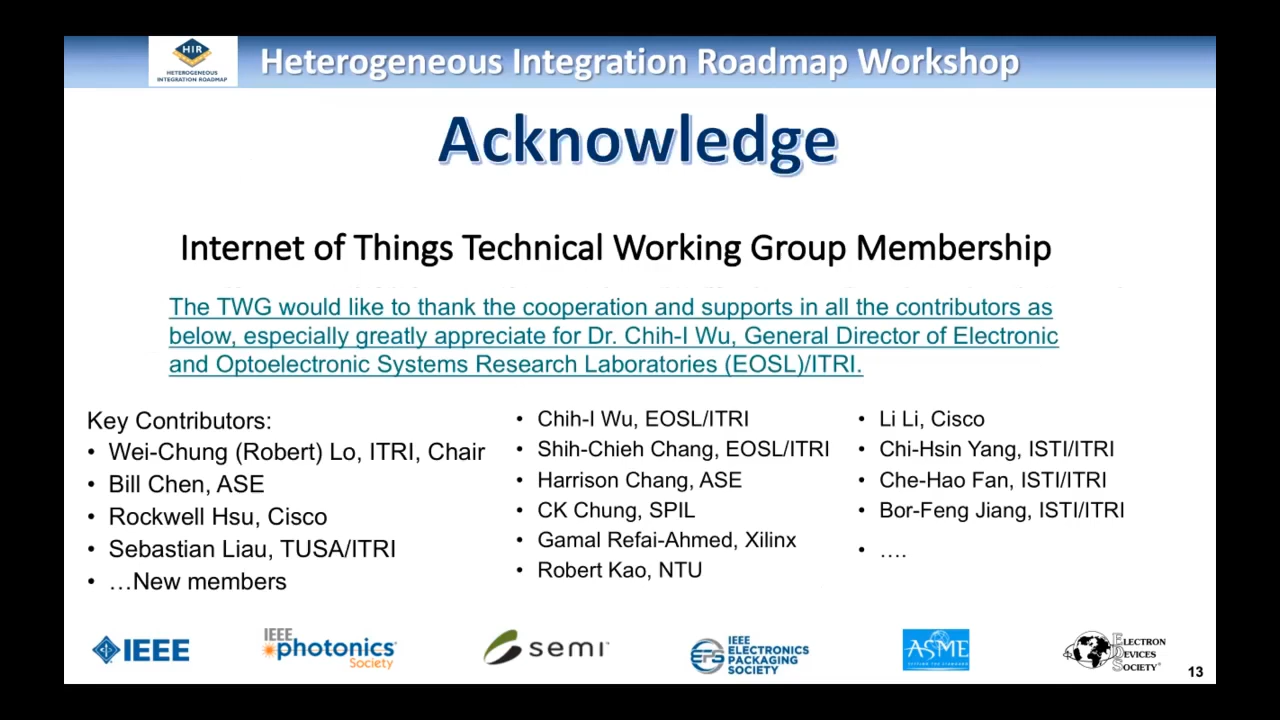 HIR
HETEROGENEOUS
INTEGRATION ROADMAP
Heterogeneous Integration Roadmap Workshop
Acknowledge
Internet of Things Technical Working Group Membership
The TWG would like to thank the cooperation and supports in all the contributors as
below, especially greatly appreciate for Dr. Chih-I Wu, General Director of Electronic
and Optoelectronic Systems Research Laboratories (EOSL)/ITRI.
Key Contributors:
• Wei-Chung (Robert) Lo, ITRI, Chair
• Bill Chen, ASE
• Rockwell Hsu, Cisco
• Sebastian Liau, TUSA/ITRI
• …New members
• Chih-I Wu, EOSL/ITRI
• Shih-Chieh Chang, EOSL/ITRI
• Harrison Chang, ASE
• CK Chung, SPIL
• Gamal Refai-Ahmed, Xilinx
• Robert Kao, NTU
• Li Li, Cisco
• Chi-Hsin Yang, ISTI/ITRI
• Che-Hao Fan, ISTI/ITRI
• Bor-Feng Jiang, ISTI/ITRI
• ….
IEEE
IEEE
photonics
Society
semi
EPS
IEEE
ELECTRONICS
PACKAGING
SOCIETY
ASME
SETTING THE STANDARD
ELECTRON
DEVICES
SOCIETY
13